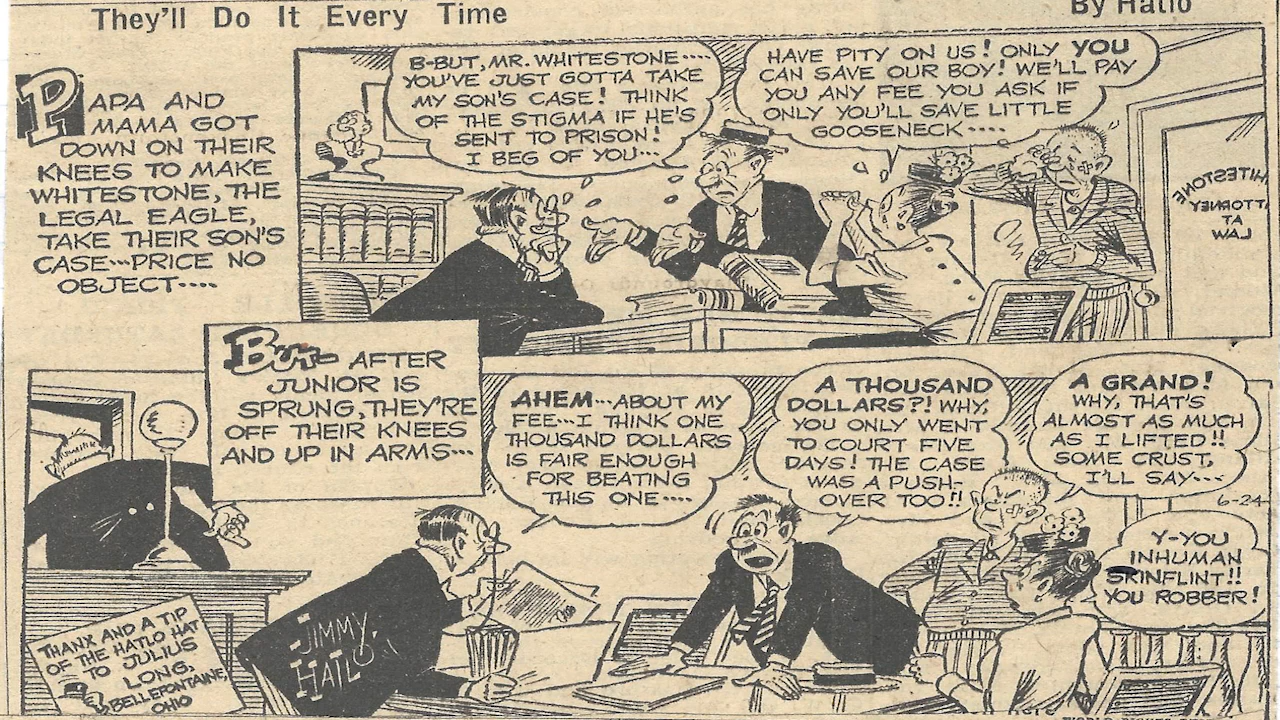 They'll Do It Every Time
By Hatlo
PAPA AND
MAMA GOT
DOWN ON THEIR
KNEES TO MAKE
WHITESTONE, THE
LEGAL EAGLE,
TAKE THEIR SON'S
CASE---PRICE NO
OBJECT----
B-BUT, MR. WHITESTONE----
YOU'VE JUST GOTTA TAKE
MY SON'S CASE! THINK
OF THE STIGMA IF HE'S
SENT TO PRISON!
I BEG OF YOU---
HAVE PITY ON US! ONLY YOU
CAN SAVE OUR BOY! WE'LL PAY
YOU ANY FEE YOU ASK IF
ONLY YOU'LL SAVE LITTLE
GOOSENECK----
HITESTONE
TTORNEY
AT
LAW
BUT- AFTER
JUNIOR IS
SPRUNG, THEY'RE
OFF THEIR KNEES
AND UP IN ARMS---
AHEM---ABOUT MY
FEE---I THINK ONE
THOUSAND DOLLARS
IS FAIR ENOUGH
FOR BEATING
THIS ONE----
A THOUSAND
DOLLARS?! WHY,
YOU ONLY WENT
TO COURT FIVE
DAYS! THE CASE
WAS A PUSH-
OVER TOO!!
A GRAND!
WHY, THAT'S
ALMOST AS MUCH
AS I LIFTED!!
SOME CRUST,
I'LL SAY---
6-24-
Y-YOU
INHUMAN
SKINFLINT!!
YOU ROBBER!
JIMMY
HATLO
THANX AND A TIP
OF THE HATLO HAT
TO JULIUS
LONG,
BELLEFONTAINE,
OHIO